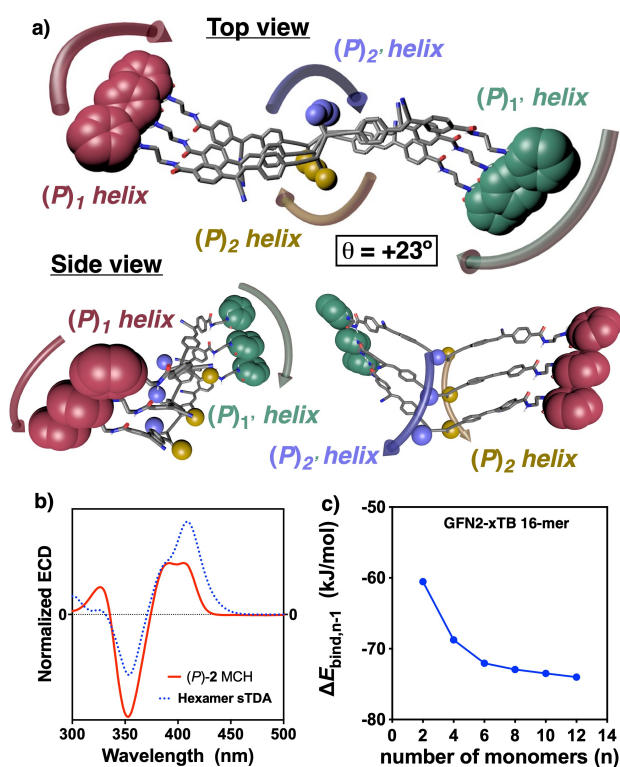 a)
Top view
(P)2' helix
(P)1' helix
(P)1 helix
(P)2 helix
θ = +23º
Side view
(P)1 helix
(P)1' helix
(P)2' helix
(P)2 helix
b)
Normalized ECD
0
0
(P)-2 MCH
Hexamer sTDA
300
350
400
450
500
Wavelength (nm)
c)
GFN2-xTB 16-mer
ΔEbind,n-1 (kJ/mol)
-50
-60
-70
-80
0
2
4
6
8
10
12
14
number of monomers (n)